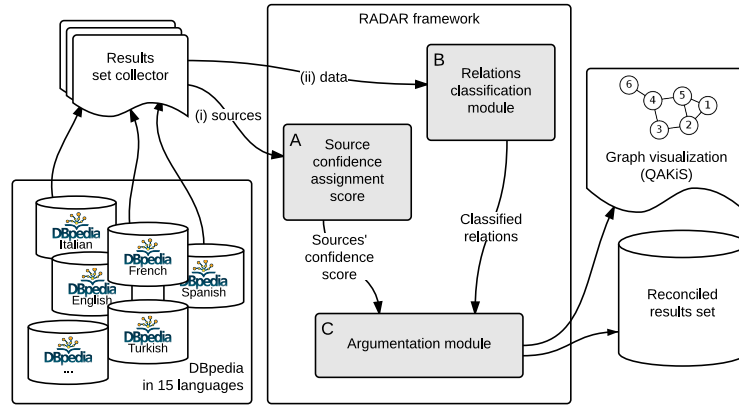 RADAR framework
Results
set collector
(ii) data
(i) sources
B
Relations
classification
module
A
Source
confidence
assignment
score
6
4
5
1
3
2
Graph visualization
(QAKiS)
Classified
relations
Sources'
confidence
score
DBpedia
Italian
DBpedia
French
DBpedia
English
DBpedia
Spanish
DBpedia
...
DBpedia
Turkish
DBpedia
in 15 languages
C
Argumentation module
Reconciled
results set